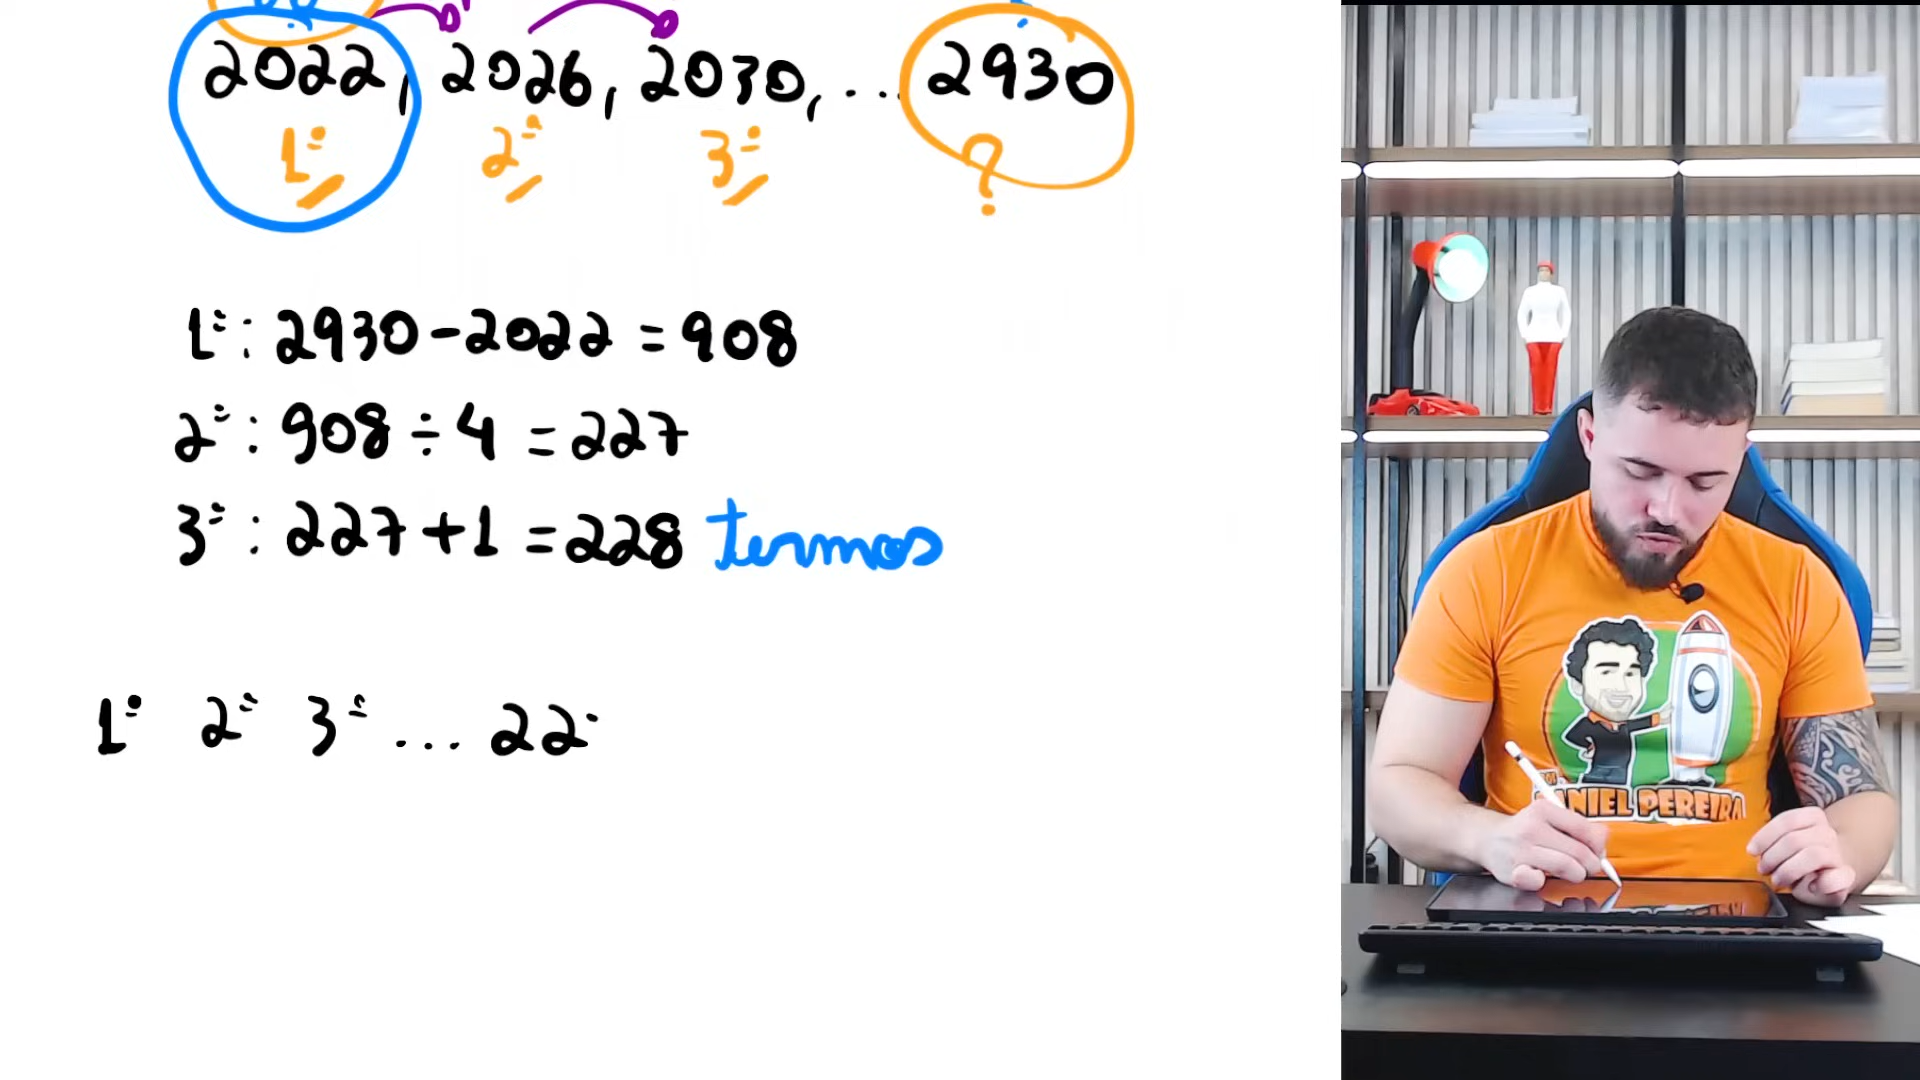 2022, 2026, 2030, ... 2930
1º 2º 3º ?
1º: 2930-2022 = 908
2º: 908 ÷ 4 = 227
3º: 227 + 1 = 228 termos
1º 2º 3º ... 22
DANIEL PEREIRA